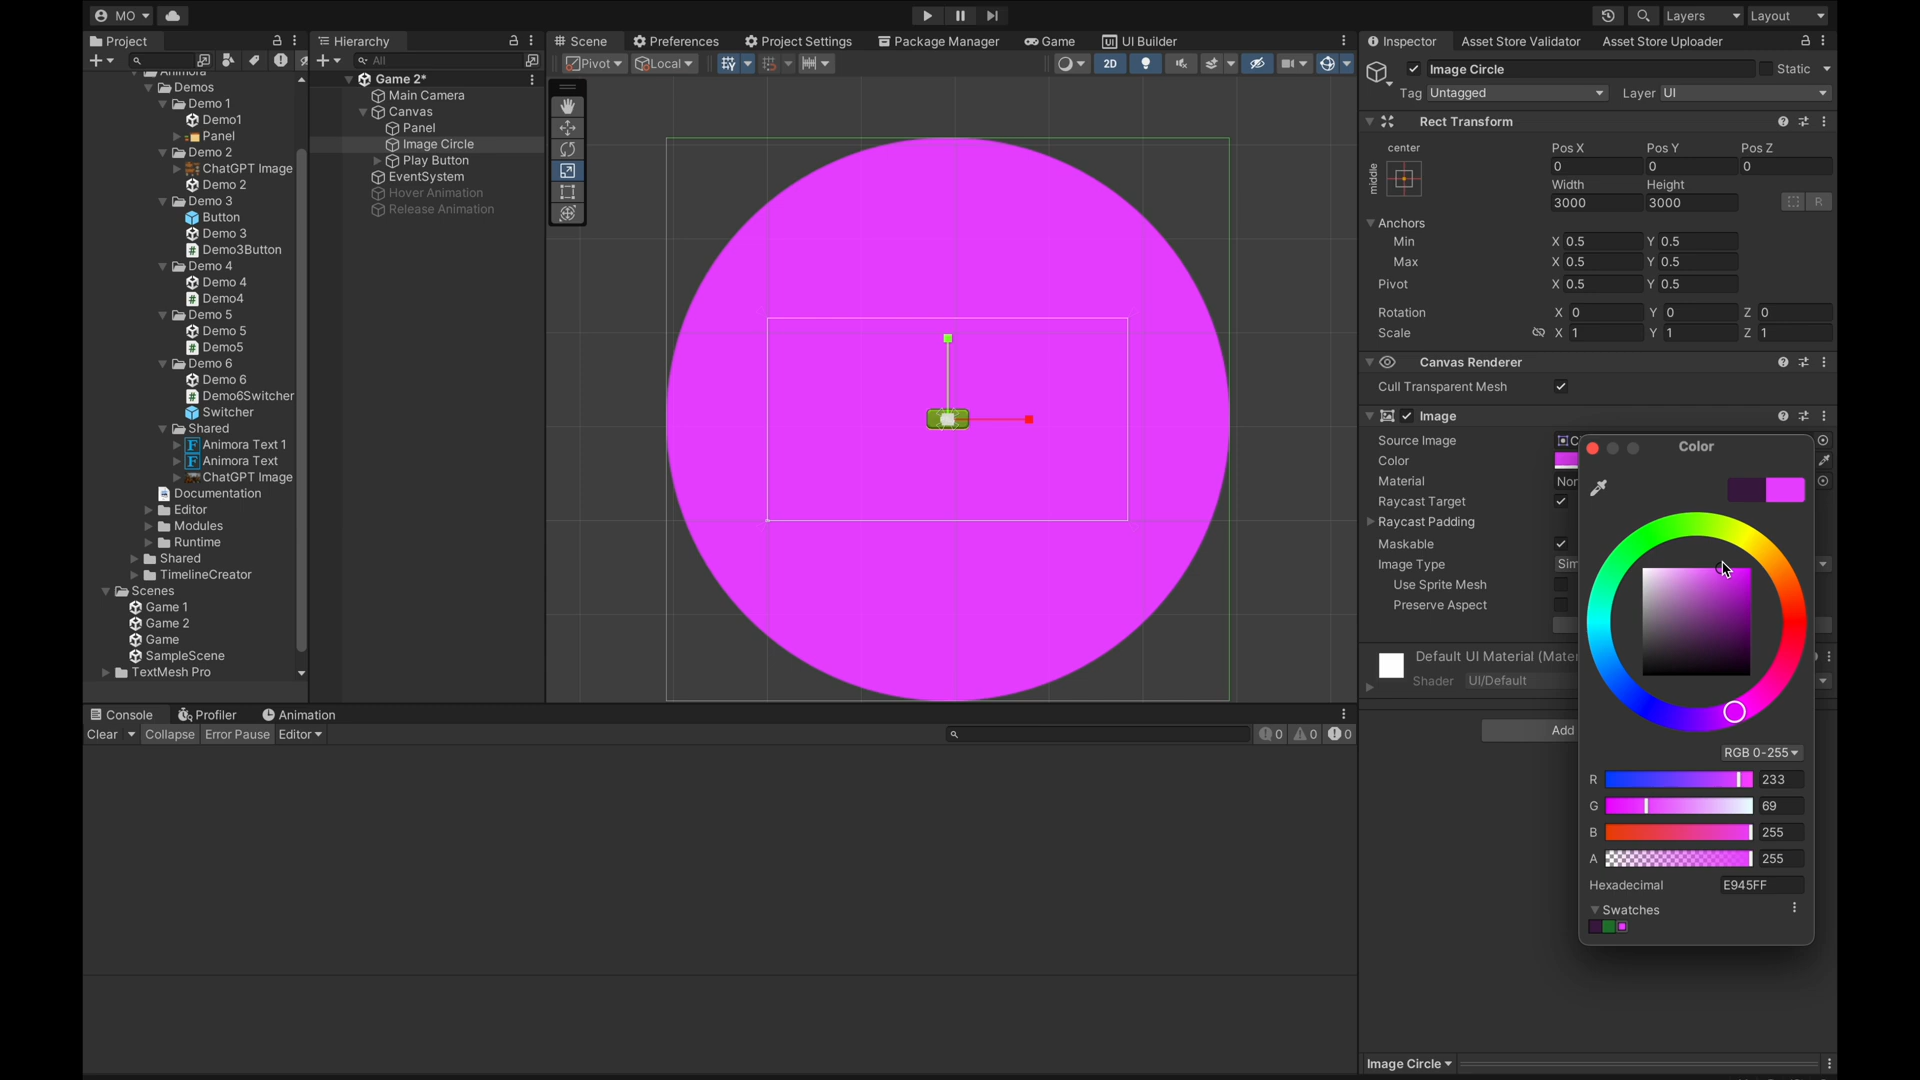 MO
Layers
Layout
Project
Hierarchy
Scene
Preferences
Project Settings
Package Manager
Game
UI Builder
Inspector
Asset Store Validator
Asset Store Uploader
All
Pivot
Local
2D
Image Circle
Static
Tag Untagged
Layer UI
Animora
Demos
Demo 1
Demo1
Panel
Demo 2
ChatGPT Image
Demo 2
Demo 3
Button
Demo 3
Demo3Button
Demo 4
Demo 4
Demo4
Demo 5
Demo 5
Demo5
Demo 6
Demo 6
Demo6Switcher
Switcher
Shared
Animora Text 1
Animora Text
ChatGPT Image
Documentation
Editor
Modules
Runtime
Shared
TimelineCreator
Scenes
Game 1
Game 2
Game
SampleScene
TextMesh Pro
Game 2*
Main Camera
Canvas
Panel
Image Circle
Play Button
EventSystem
Hover Animation
Release Animation
Rect Transform
center
middle
Pos X Pos Y Pos Z
0 0 0
Width Height
3000 3000
R
Anchors
Min X 0.5 Y 0.5
Max X 0.5 Y 0.5
Pivot X 0.5 Y 0.5
Rotation X 0 Y 0 Z 0
Scale X 1 Y 1 Z 1
Canvas Renderer
Cull Transparent Mesh
Image
Source Image C
Color
Material Non
Raycast Target
Raycast Padding
Maskable
Image Type Sim
Use Sprite Mesh
Preserve Aspect
Default UI Material (Mater
Shader UI/Default
Add
Color
RGB 0-255
R 233
G 69
B 255
A 255
Hexadecimal E945FF
Swatches
Console
Profiler
Animation
Clear
Collapse
Error Pause
Editor
0
0
0
Image Circle